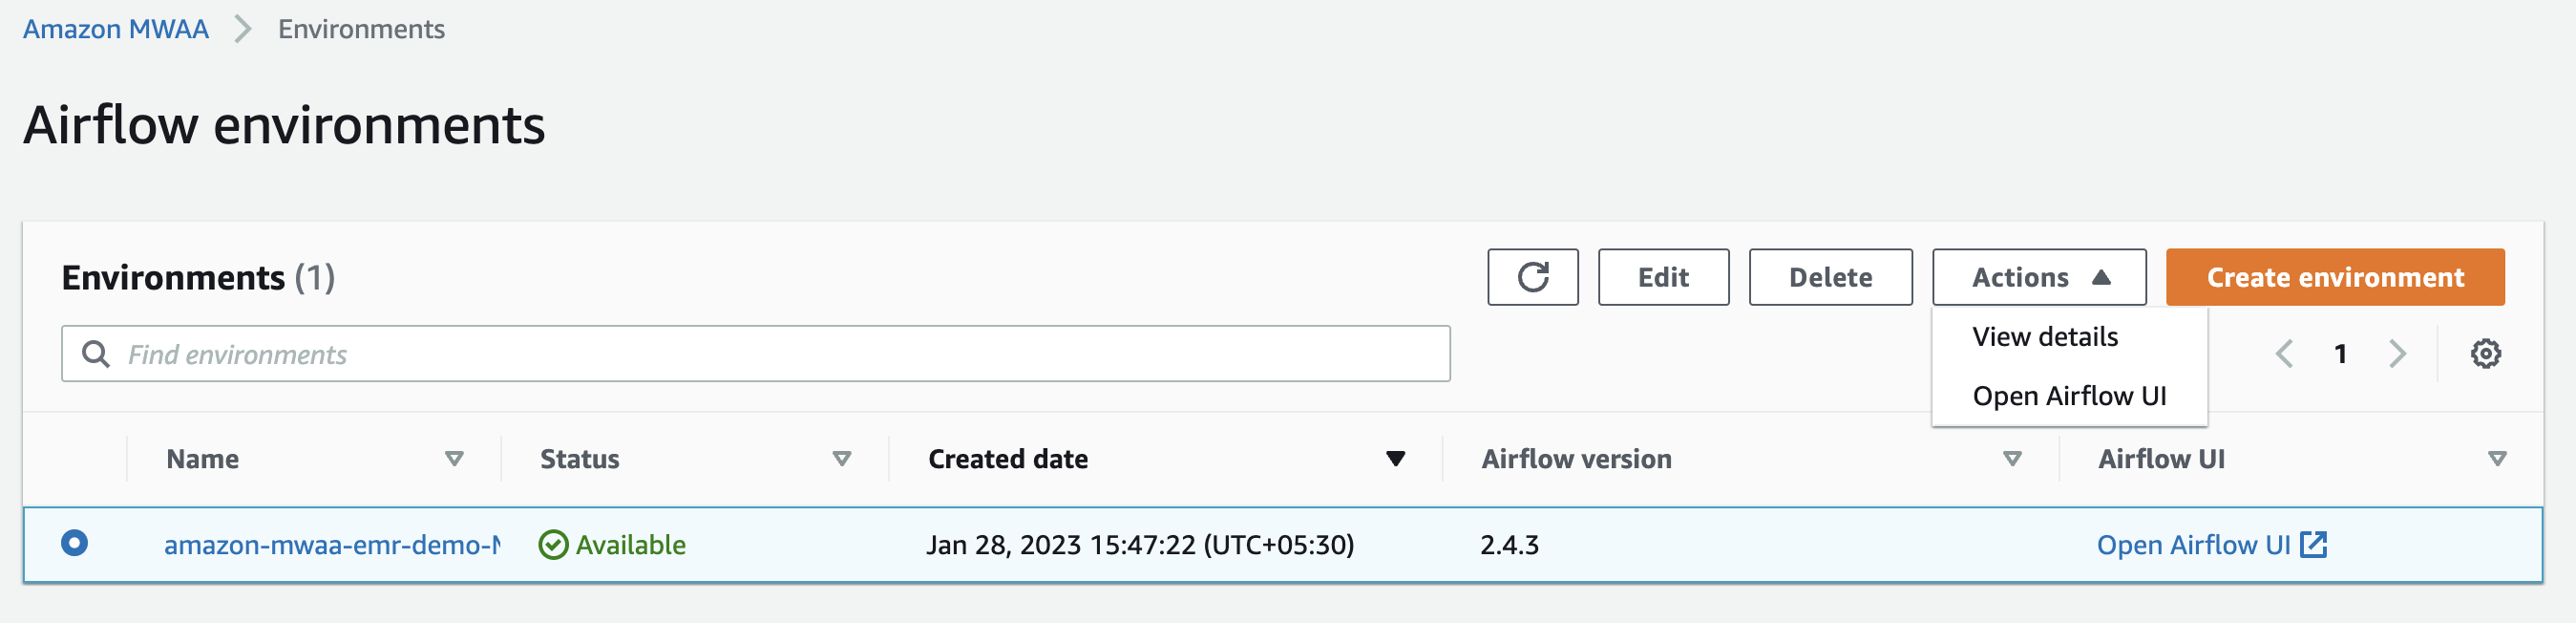 Amazon MWAA > Environments
Airflow environments
Environments (1)
Edit
Delete
Actions
Create environment
Find environments
View details
Open Airflow UI
1
Name
Status
Created date
Airflow version
Airflow UI
amazon-mwaa-emr-demo- Available Jan 28, 2023 15:47:22 (UTC+05:30) 2.4.3 Open Airflow UI